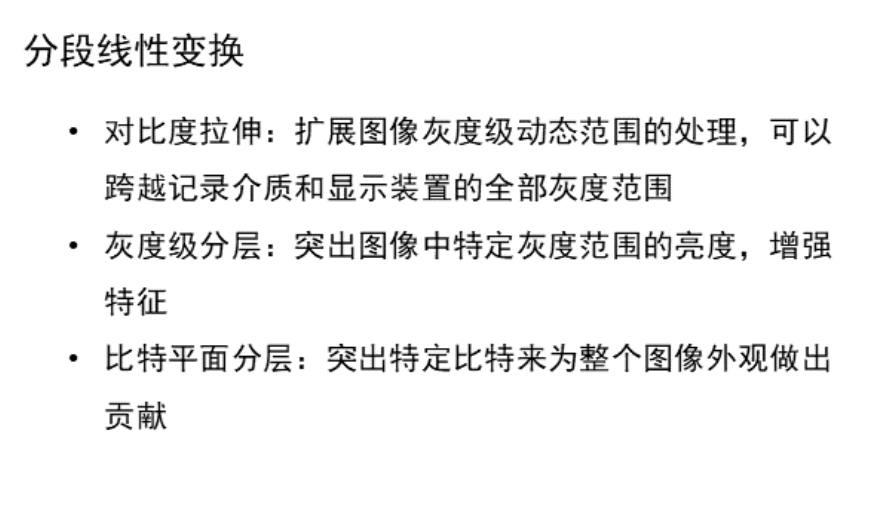 分段线性变换
• 对比度拉伸：扩展图像灰度级动态范围的处理，可以
跨越记录介质和显示装置的全部灰度范围
• 灰度级分层：突出图像中特定灰度范围的亮度，增强
特征
• 比特平面分层：突出特定比特来为整个图像外观做出
贡献